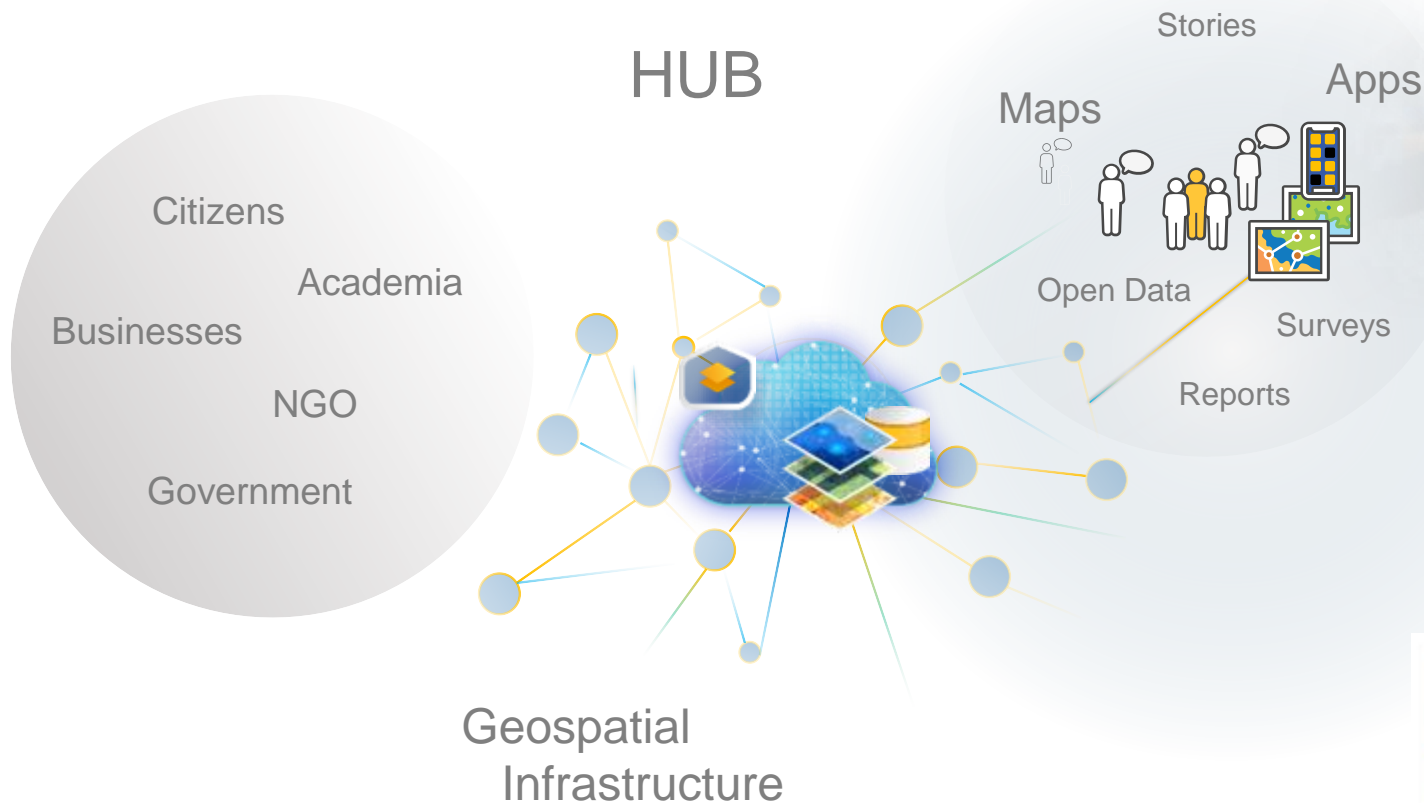 HUB
Citizens
Academia
Businesses
NGO
Government
Geospatial
Infrastructure
Stories
Apps
Maps
Open Data
Surveys
Reports